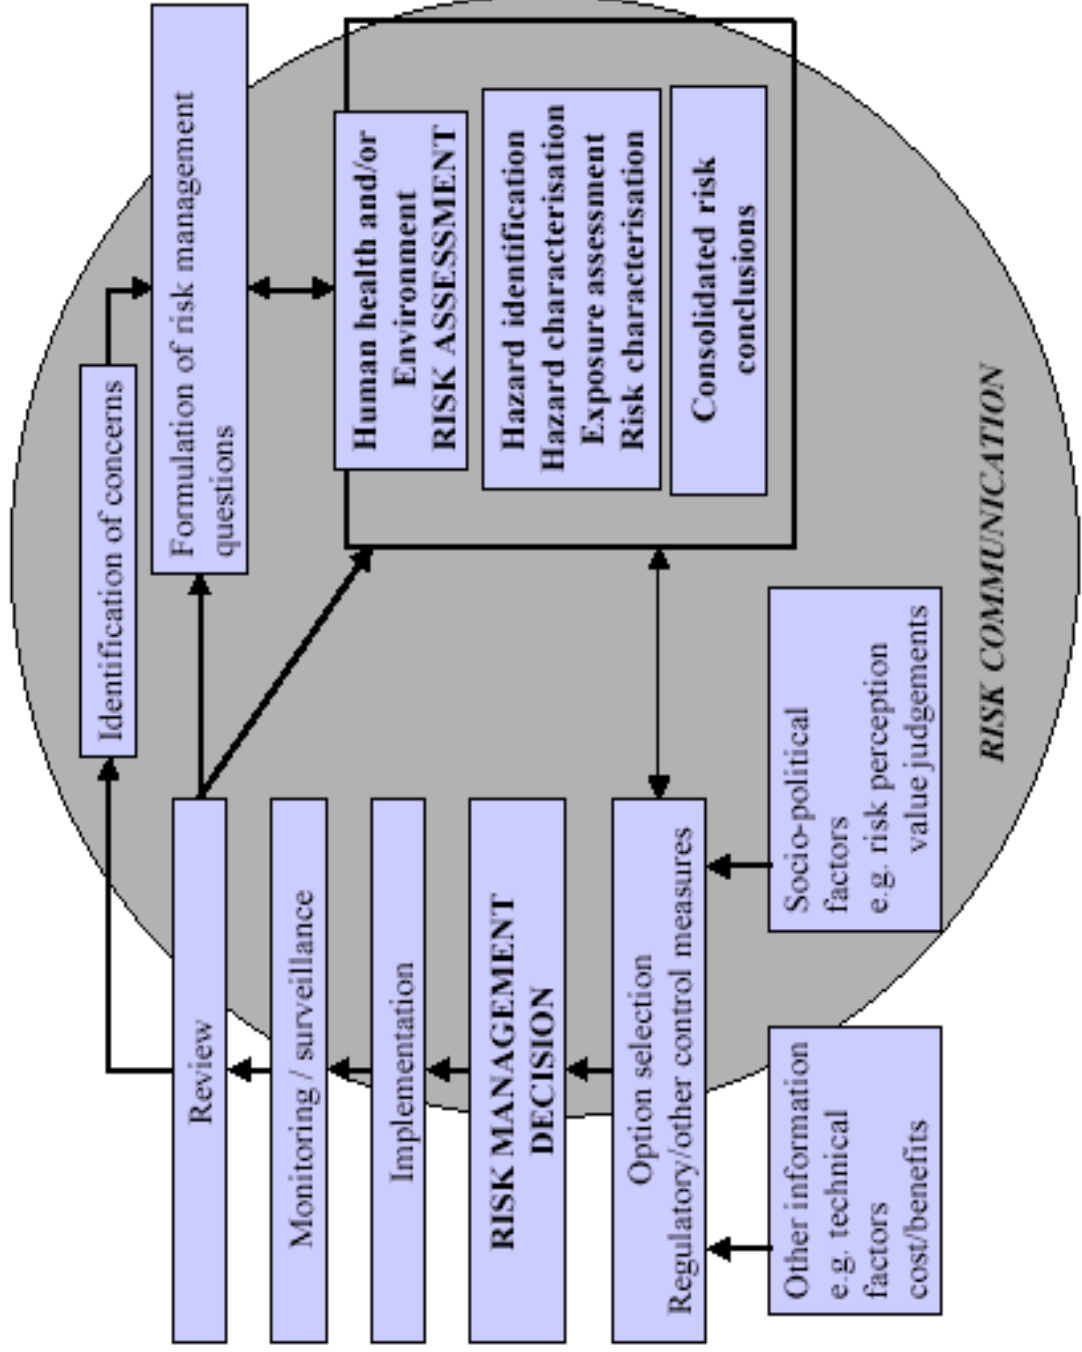 Identification of concerns
Review
Formulation of risk management
questions
Monitoring / surveillance
Human health and/or
Environment
RISK ASSESSMENT
Implementation
RISK MANAGEMENT
DECISION
Hazard identification
Hazard characterisation
Exposure assessment
Risk characterisation
Option selection
Regulatory/other control measures
Consolidated risk
conclusions
Other information
e.g. technical
factors
cost/benefits
Socio-political
factors
e.g. risk perception
value judgements
RISK COMMUNICATION